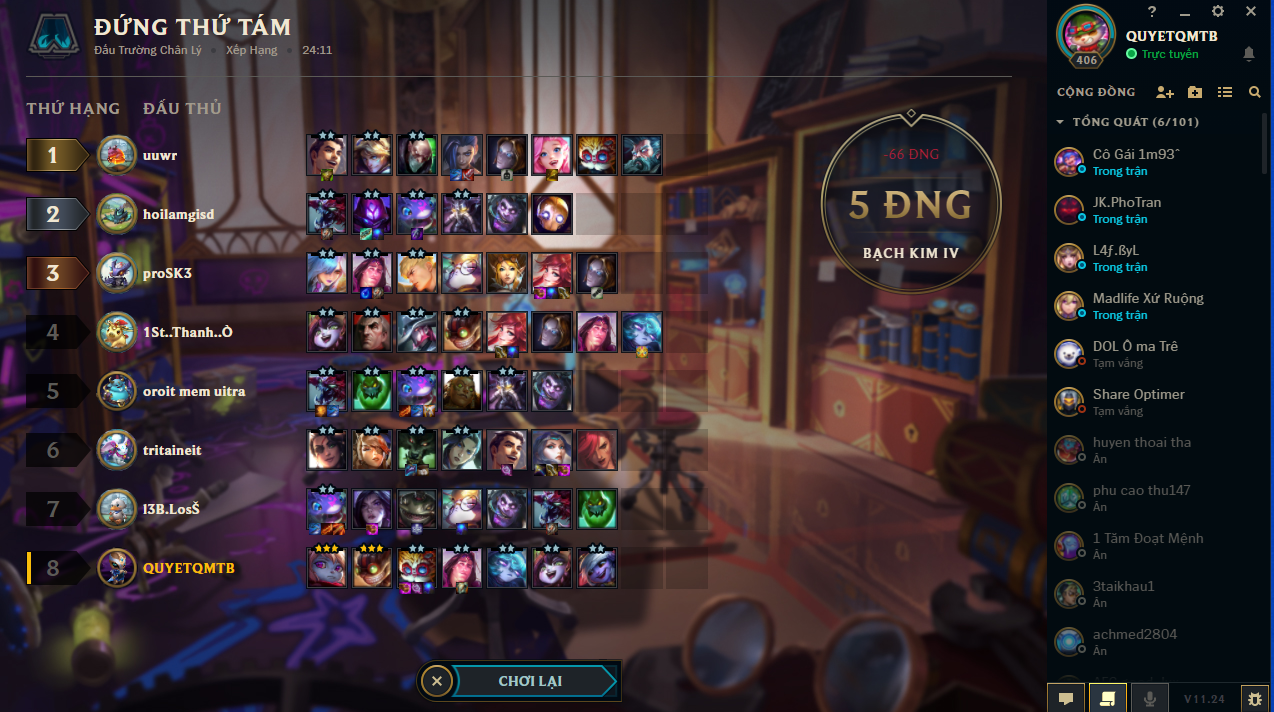 ĐỨNG THỨ TÁM
Đấu Trường Chân Lý • Xếp Hạng • 24:11
THỨ HẠNG ĐẤU THỦ
1 uuwr
2 hoilamgisd
3 proSK3
4 1St..Thanh..Ò
5 oroit mem uitra
6 tritaineit
7 l3B.LosŠ
8 QUYETQMTB
-66 ĐNG
5 ĐNG
BẠCH KIM IV
CHƠI LẠI
406
QUYETQMTB
Trực tuyến
CỘNG ĐỒNG
TỔNG QUÁT (6/101)
Cô Gái 1m93ˆ
Trong trận
JK.PhoTran
Trong trận
L4ƒ.ßyL
Trong trận
Madlife Xứ Ruộng
Trong trận
DOL Ô ma Trê
Tạm vắng
Share Optimer
Tạm vắng
huyen thoai tha
Ẩn
phu cao thu147
Ẩn
1 Tấm Đoạt Mệnh
Ẩn
3taikhau1
Ẩn
achmed2804
Ẩn
V11.24